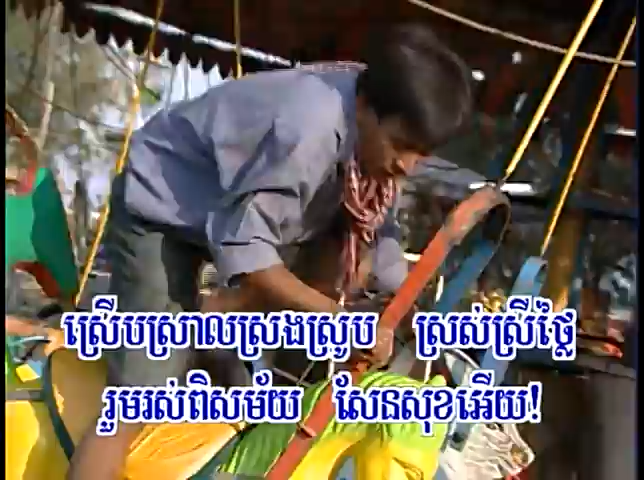 ស្រើបស្រាលស្រងស្រូប ស្រស់ស្រីថ្លៃ
រួមរស់ពិសម័យ សែនសុខអើយ!